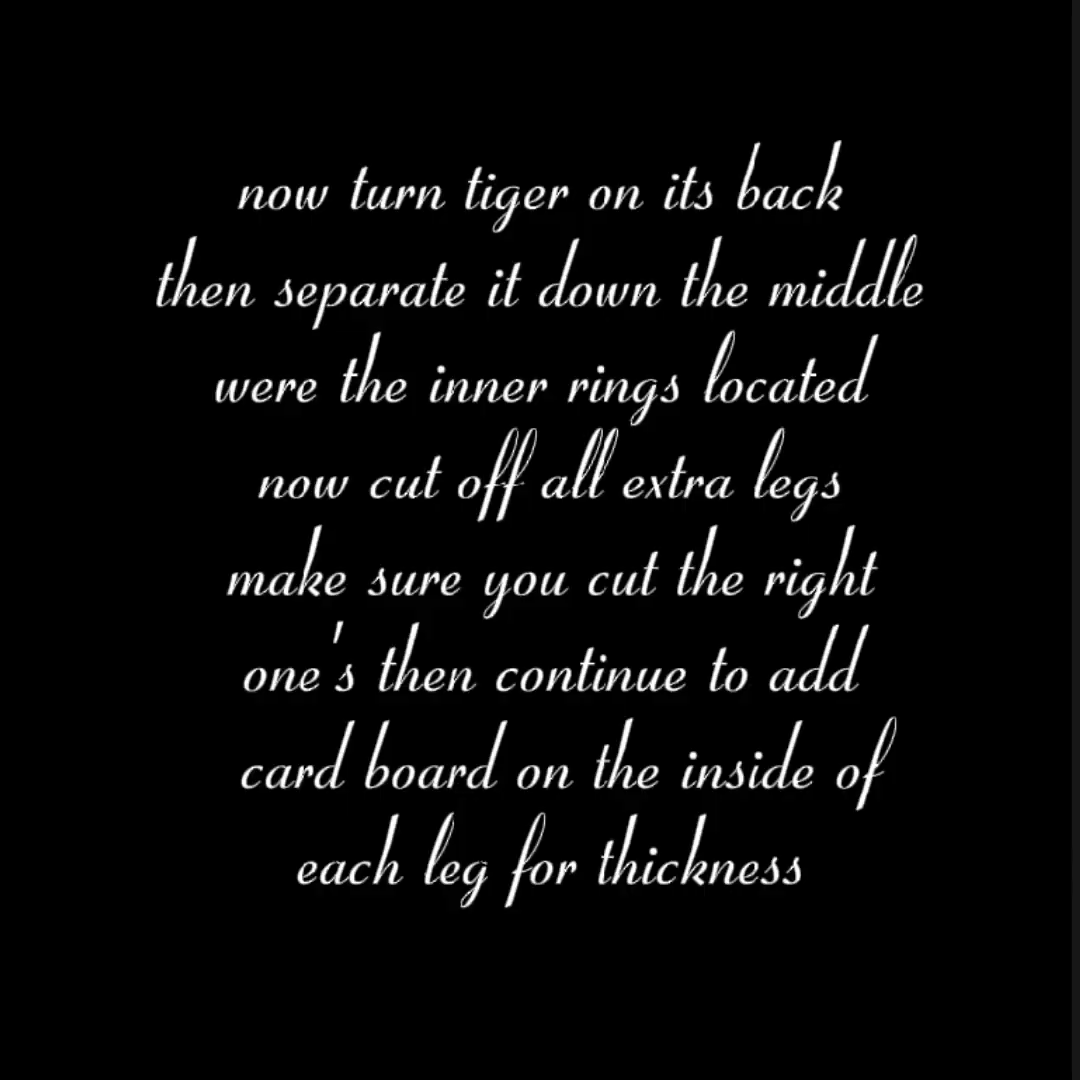 now turn tiger on its back
then separate it down the middle
were the inner rings located
now cut off all extra legs
make sure you cut the right
one's then continue to add
card board on the inside of
each leg for thickness